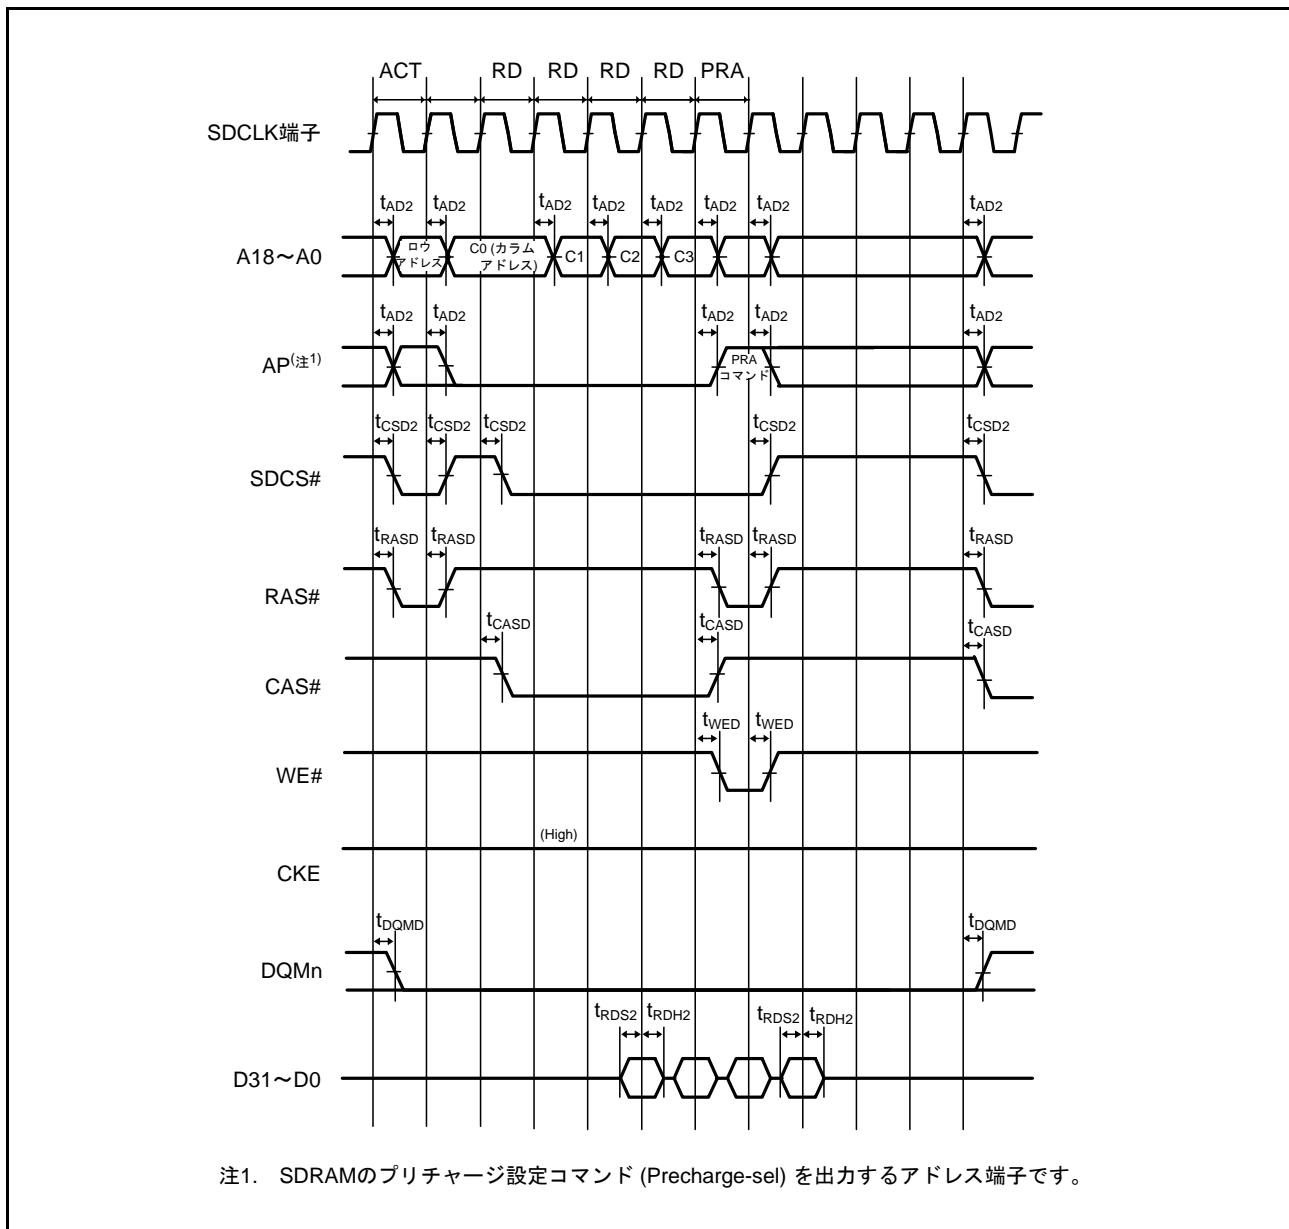 ACT RD RD RD RD PRA
SDCLK端子
tAD2 tAD2 tAD2 tAD2 tAD2 tAD2 tAD2 tAD2
A18～A0
ロウ
アドレス
C0 (カラム
アドレス)
C1 C2 C3
tAD2 tAD2 tAD2 tAD2 tAD2
AP(注1)
PRA
コマンド
tCSD2 tCSD2 tCSD2 tCSD2 tCSD2
SDCS#
tRASD tRASD tRASD tRASD tRASD
RAS#
tCASD tCASD tCASD
CAS#
tWED tWED
WE#
(High)
CKE
tDQMD tDQMD
DQMn
tRDS2 tRDH2 tRDS2 tRDH2
D31～D0
注1. SDRAMのプリチャージ設定コマンド (Precharge-sel) を出力するアドレス端子です。